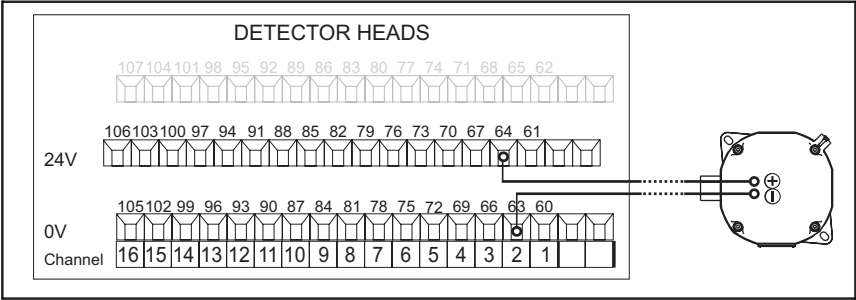 DETECTOR HEADS
107 104 101 98 95 92 89 86 83 80 77 74 71 68 65 62
106 103 100 97 94 91 88 85 82 79 76 73 70 67 64 61
24V
105 102 99 96 93 90 87 84 81 78 75 72 69 66 63 60
0V
Channel 16 15 14 13 12 11 10 9 8 7 6 5 4 3 2 1
+
−